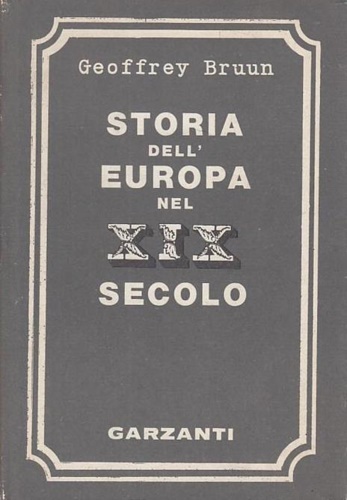 Geoffrey Bruun
STORIA
DELL'
EUROPA
NEL
XIX
SECOLO
GARZANTI